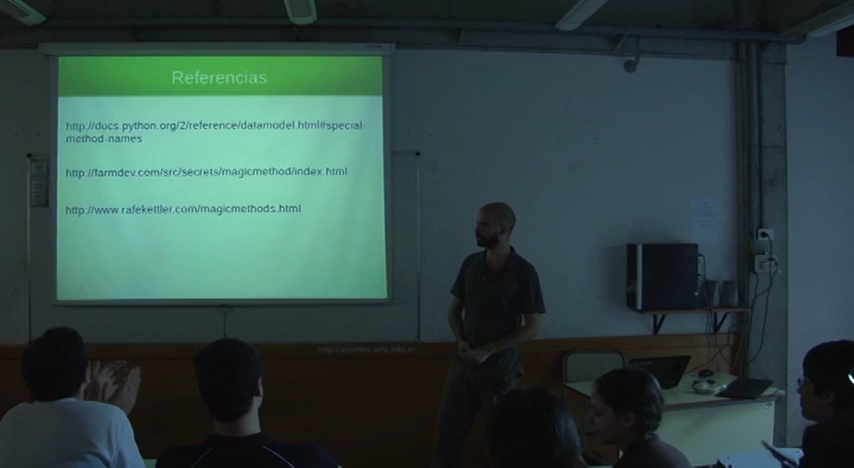 Referencias
http://docs.python.org/2/reference/datamodel.html#special-
method-names
http://farmdev.com/src/secrets/magicmethod/index.html
http://www.rafekettler.com/magicmethods.html